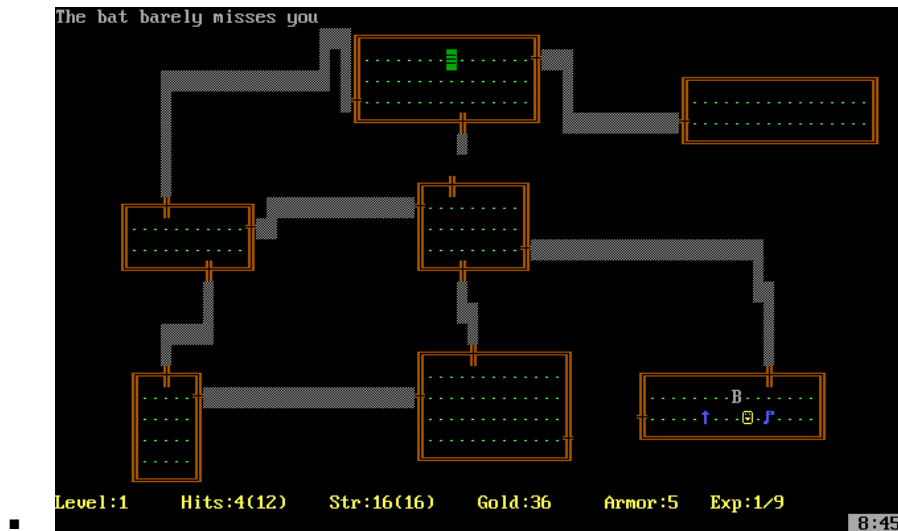 The bat barely misses you
B
Level:1 Hits:4(12) Str:16(16) Gold:36 Armor:5 Exp:1/9
8:45